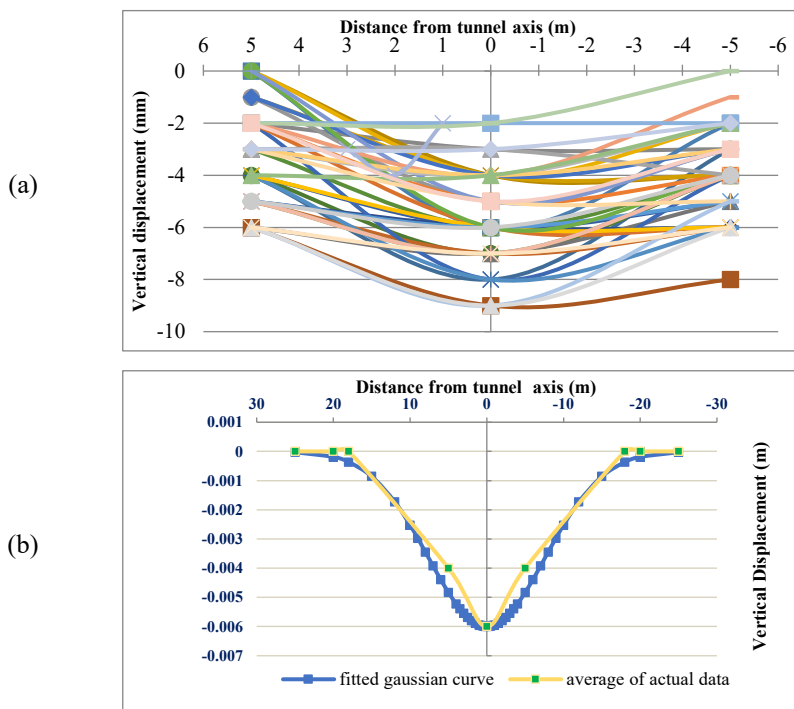 (a)
Distance from tunnel axis (m)
6 5 4 3 2 1 0 -1 -2 -3 -4 -5 -6
0
-2
-4
-6
-8
-10
Vertical displacement (mm)
(b)
Distance from tunnel axis (m)
30 20 10 0 -10 -20 -30
0.001
0
-0.001
-0.002
-0.003
-0.004
-0.005
-0.006
-0.007
Vertical Displacement (m)
fitted gaussian curve average of actual data